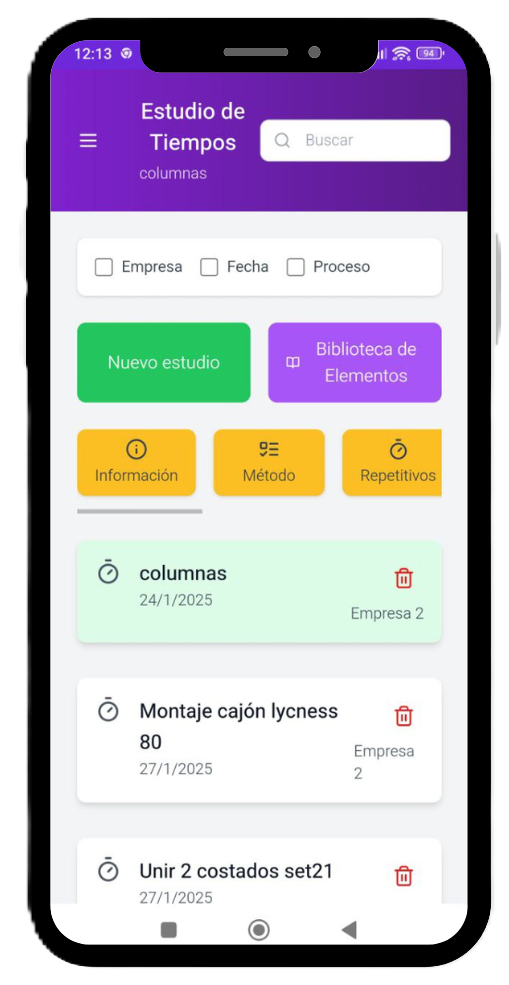 12:13
94
Estudio de
Tiempos
columnas
Buscar
Empresa
Fecha
Proceso
Nuevo estudio
Biblioteca de
Elementos
Información
Método
Repetitivos
columnas
24/1/2025
Empresa 2
Montaje cajón lycness
80
27/1/2025
Empresa
2
Unir 2 costados set21
27/1/2025